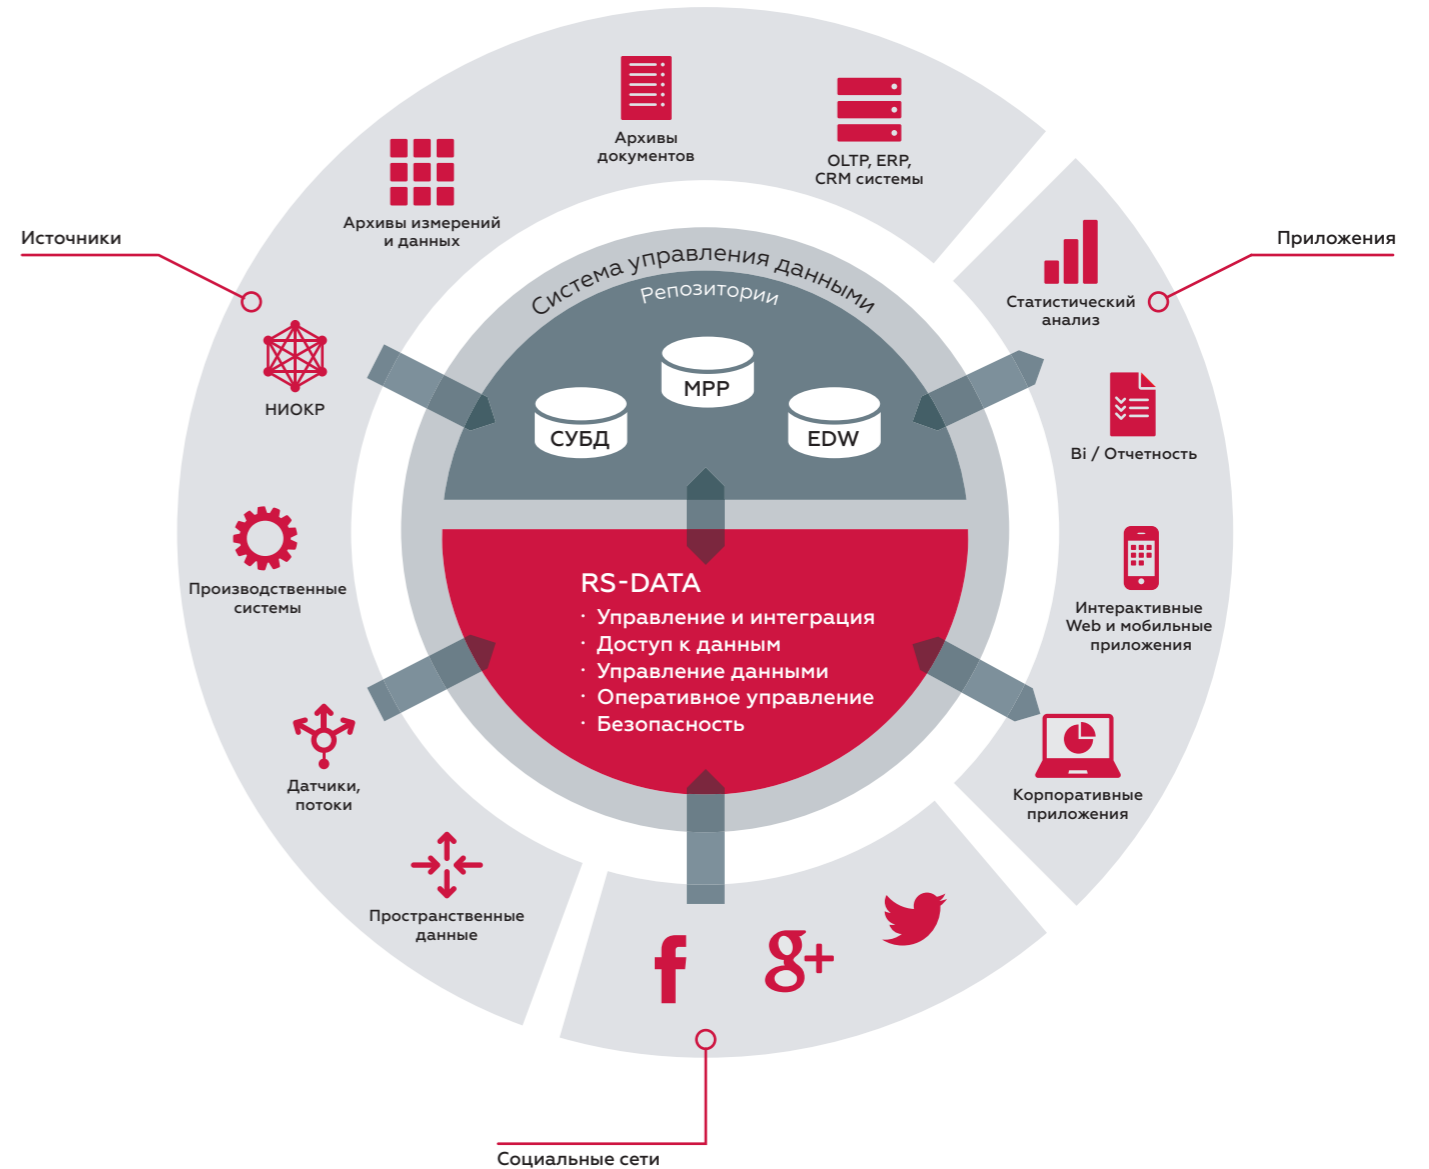 Архивы
документов
OLTP, ERP,
CRM системы
Архивы измерений
и данных
Источники
Приложения
Система управления данными
Репозитории
Статистический
анализ
MPP
СУБД
EDW
НИОКР
Bi / Отчетность
Производственные
системы
RS-DATA
· Управление и интеграция
· Доступ к данным
· Управление данными
· Оперативное управление
· Безопасность
Интерактивные
Web и мобильные
приложения
Датчики,
потоки
Корпоративные
приложения
Пространственные
данные
f
g+
Социальные сети